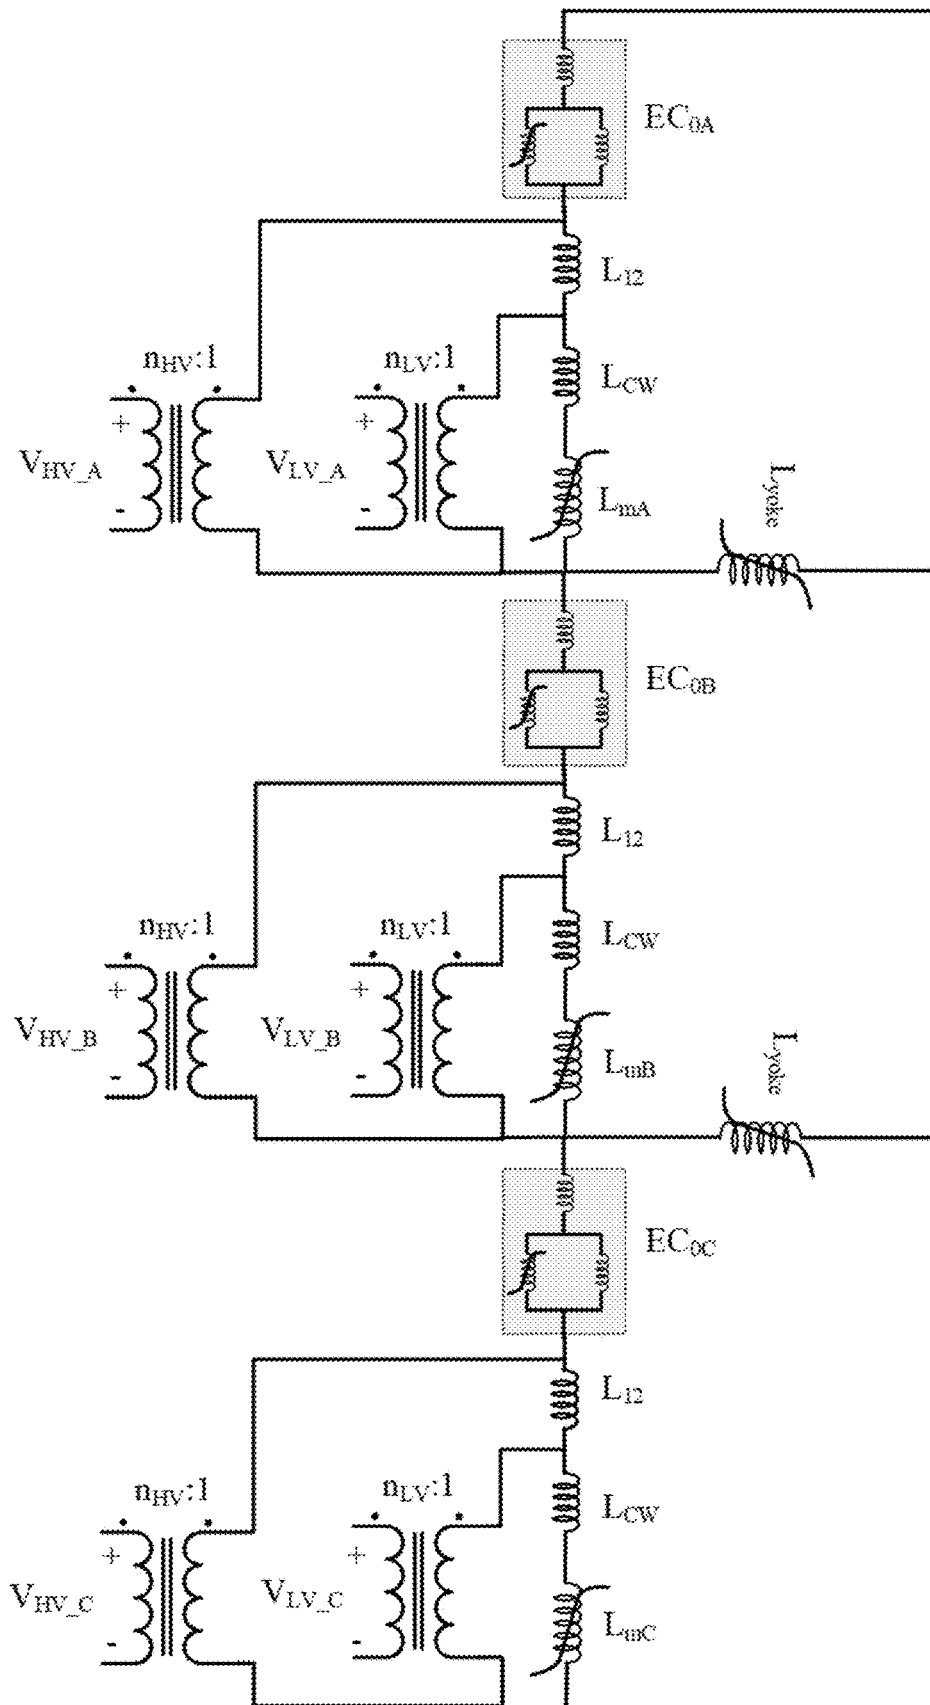 EC0A
L12
nHV:1
nLV:1
LCW
+
+
VHV_A
VLV_A
LmA
-
-
Lyoke
EC0B
L12
nHV:1
nLV:1
LCW
+
+
VHV_B
VLV_B
LmB
-
-
Lyoke
EC0C
L12
nHV:1
nLV:1
LCW
+
+
VHV_C
VLV_C
LmC
-
-